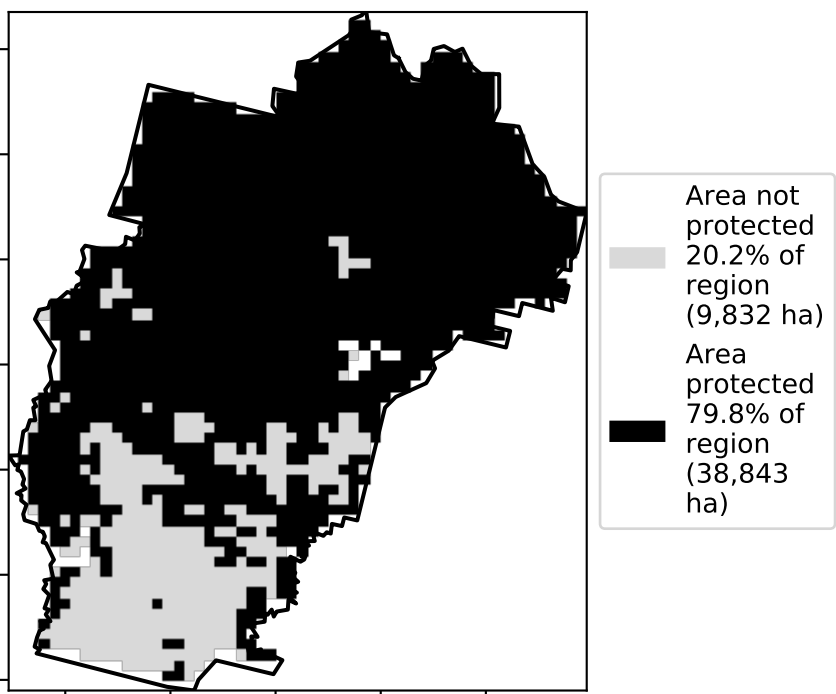 Area not
protected
20.2% of
region
(9,832 ha)
Area
protected
79.8% of
region
(38,843
ha)